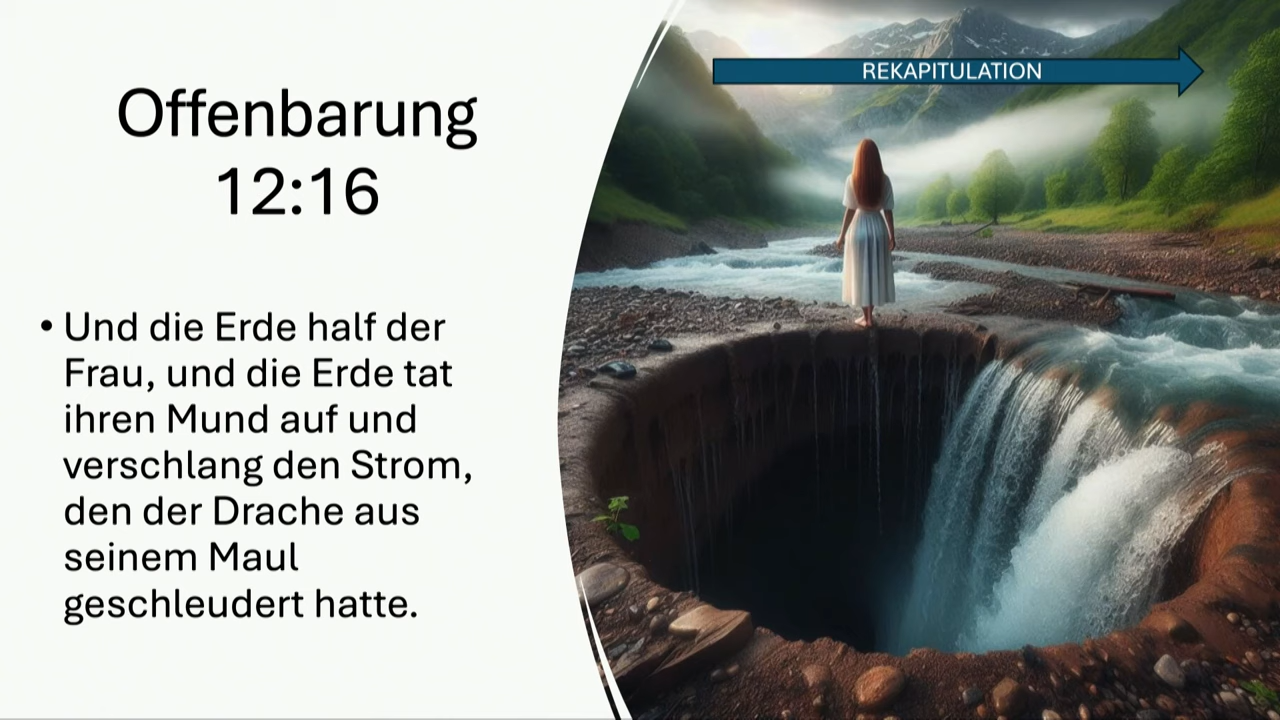 Offenbarung
12:16
• Und die Erde half der
Frau, und die Erde tat
ihren Mund auf und
verschlang den Strom,
den der Drache aus
seinem Maul
geschleudert hatte.
REKAPITULATION